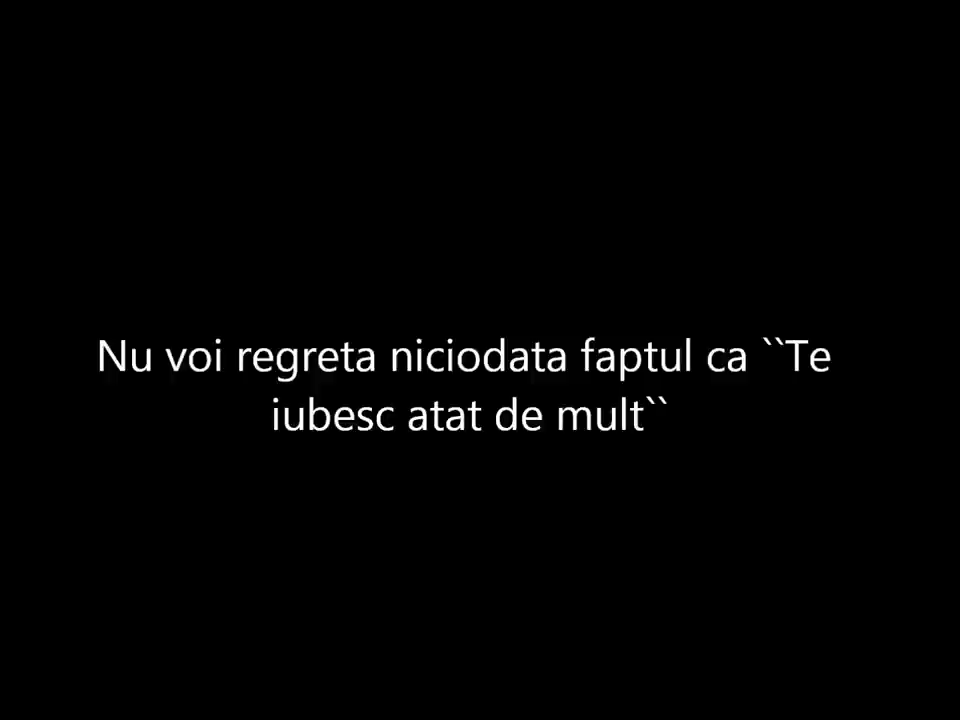 Nu voi regreta niciodata faptul ca ``Te
iubesc atat de mult``